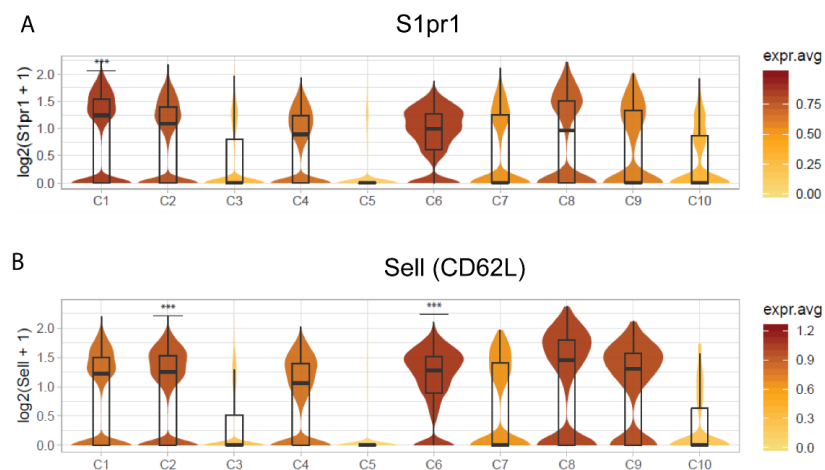 A
S1pr1
log2(S1pr1 + 1)
2.0
1.5
1.0
0.5
0.0
***
C1 C2 C3 C4 C5 C6 C7 C8 C9 C10
expr.avg
0.75
0.50
0.25
0.00
B
Sell (CD62L)
log2(Sell + 1)
2.0
1.5
1.0
0.5
0.0
*** ***
C1 C2 C3 C4 C5 C6 C7 C8 C9 C10
expr.avg
1.2
0.9
0.6
0.3
0.0